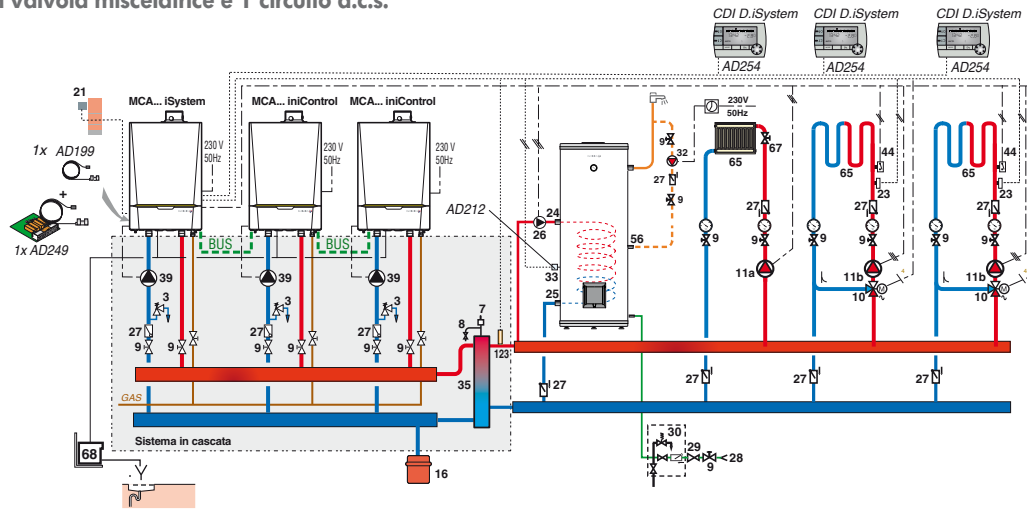 1 valvola miscelatrice e 1 circuito a.c.s.
CDI D.iSystem CDI D.iSystem CDI D.iSystem
AD254 AD254 AD254
21
MCA... iSystem MCA... iniControl MCA... iniControl
230V
50Hz
230 V
50Hz
230 V
50Hz
230 V
50Hz
1x AD199
+
1x AD249
9 32 65 67 65 44 23 65 44 23
27 27 27 27
AD212
24
26
9
56
9 9 9 9 9 9
BUS BUS
33
25
11a 11b 11b
M M
10 10
39 39 39
3 3 3
7
8
27 27 27
9 9 9 9 9 9
123
35
27 27 27 27
GAS
Sistema in cascata
68
16
30 29
9 28